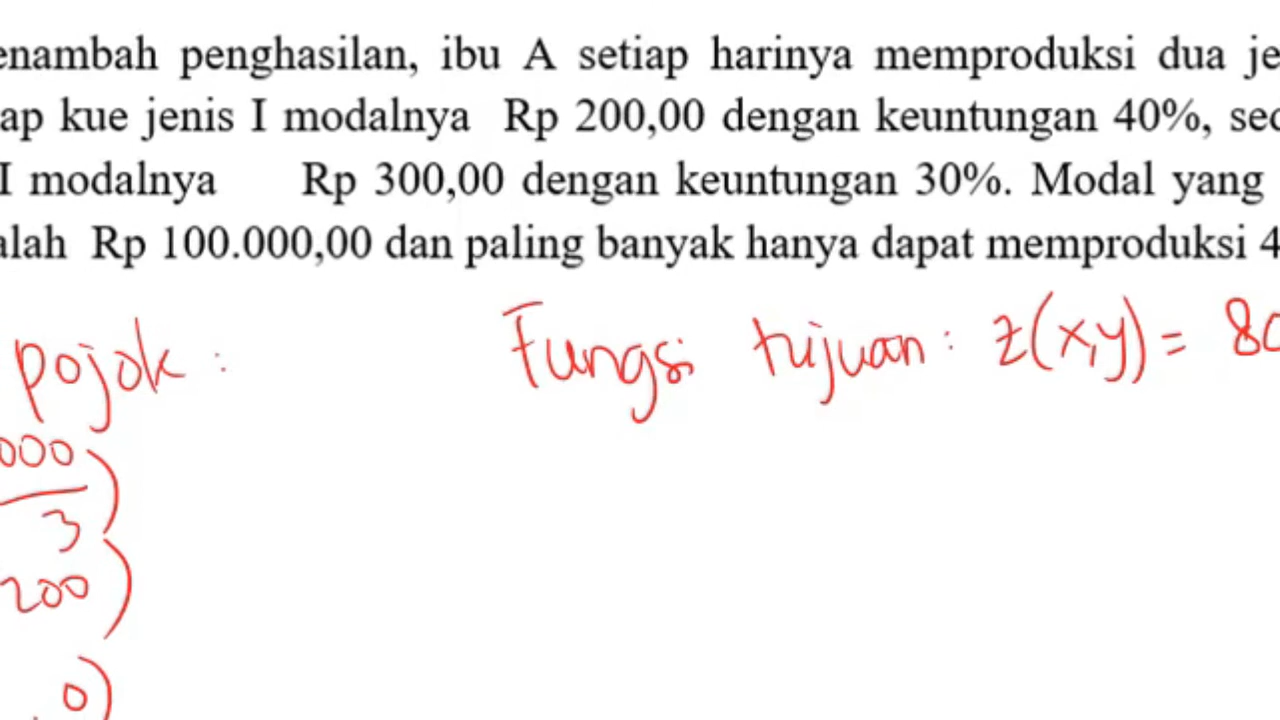 enambah penghasilan, ibu A setiap harinya memproduksi dua je
ap kue jenis I modalnya Rp 200,00 dengan keuntungan 40%, sed
I modalnya Rp 300,00 dengan keuntungan 30%. Modal yang
alah Rp 100.000,00 dan paling banyak hanya dapat memproduksi 4
pojok : Fungsi tujuan : z(x,y) = 80
000)
3
200)
, 0)